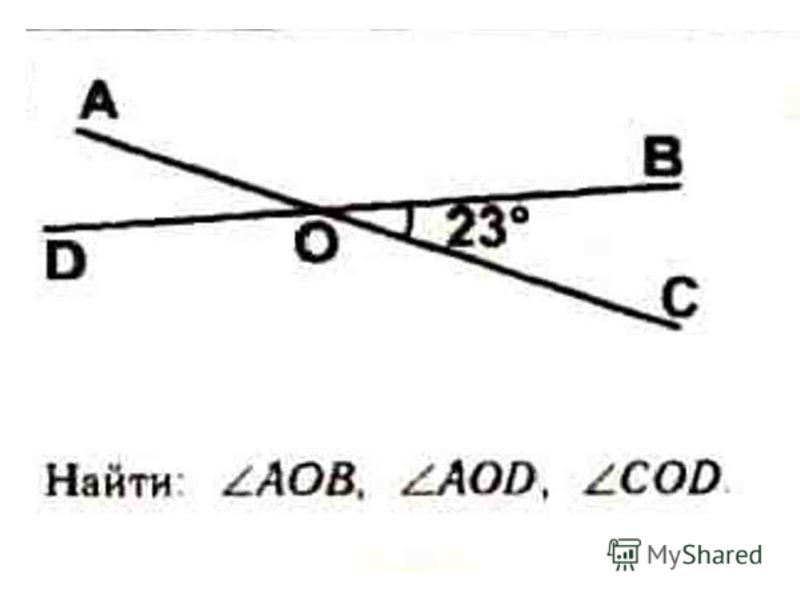 A
B
23°
O
D
C
Найти: ∠AOB, ∠AOD, ∠COD.
MyShared